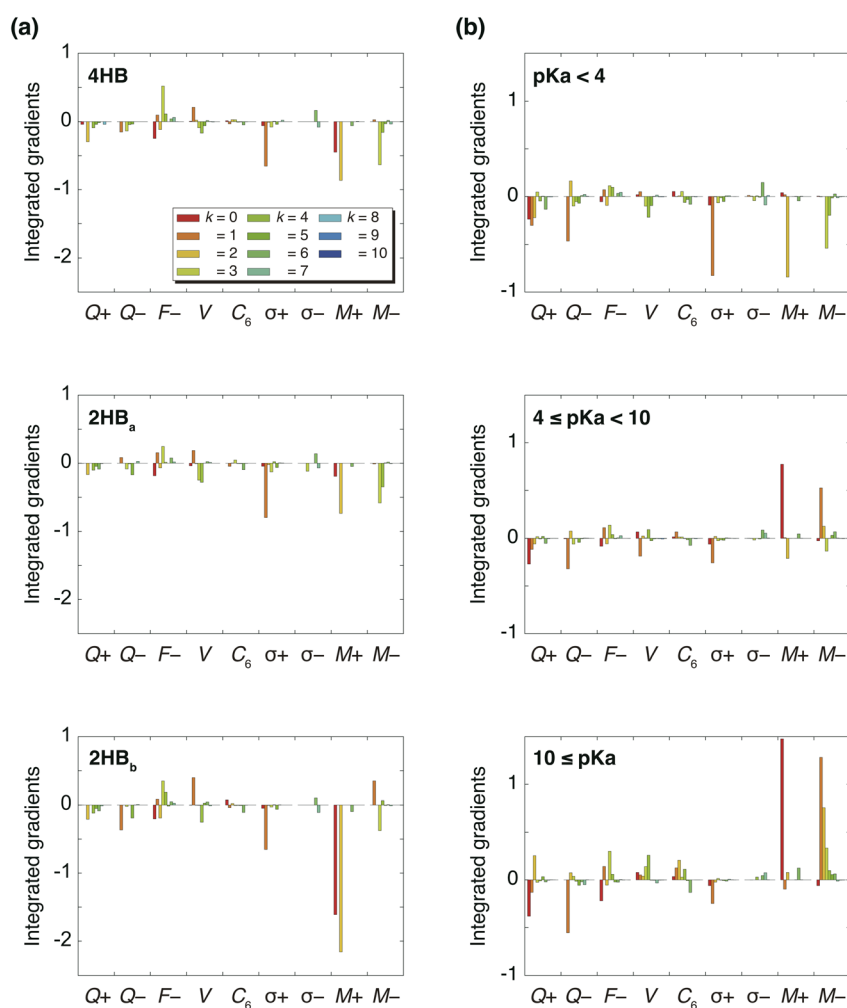 (a)
Integrated gradients
1
0
-1
-2
4HB
k = 0
= 1
= 2
= 3
k = 4
= 5
= 6
= 7
k = 8
= 9
= 10
Q+ Q– F– V C6 σ+ σ– M+ M–
Integrated gradients
1
0
-1
-2
2HBa
Q+ Q– F– V C6 σ+ σ– M+ M–
Integrated gradients
1
0
-1
-2
2HBb
Q+ Q– F– V C6 σ+ σ– M+ M–
(b)
Integrated gradients
1
0
-1
pKa < 4
Q+ Q– F– V C6 σ+ σ– M+ M–
Integrated gradients
1
0
-1
4 ≤ pKa < 10
Q+ Q– F– V C6 σ+ σ– M+ M–
Integrated gradients
1
0
-1
10 ≤ pKa
Q+ Q– F– V C6 σ+ σ– M+ M–